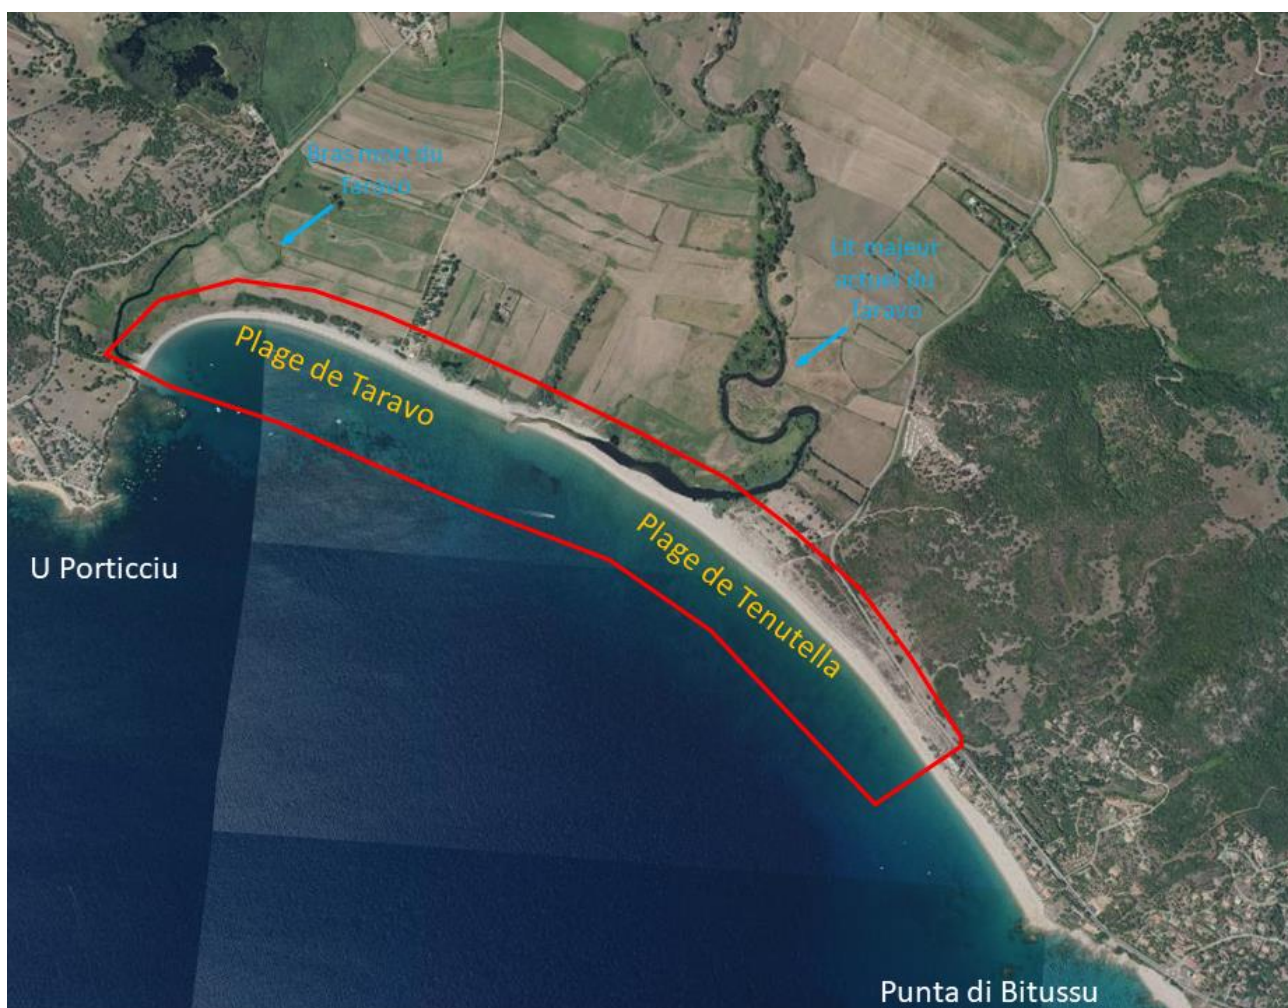 Bras mort du
Taravo
Lit majeur
actuel du
Taravo
Plage de Taravo
Plage de Tenutella
U Porticciu
Punta di Bitussu